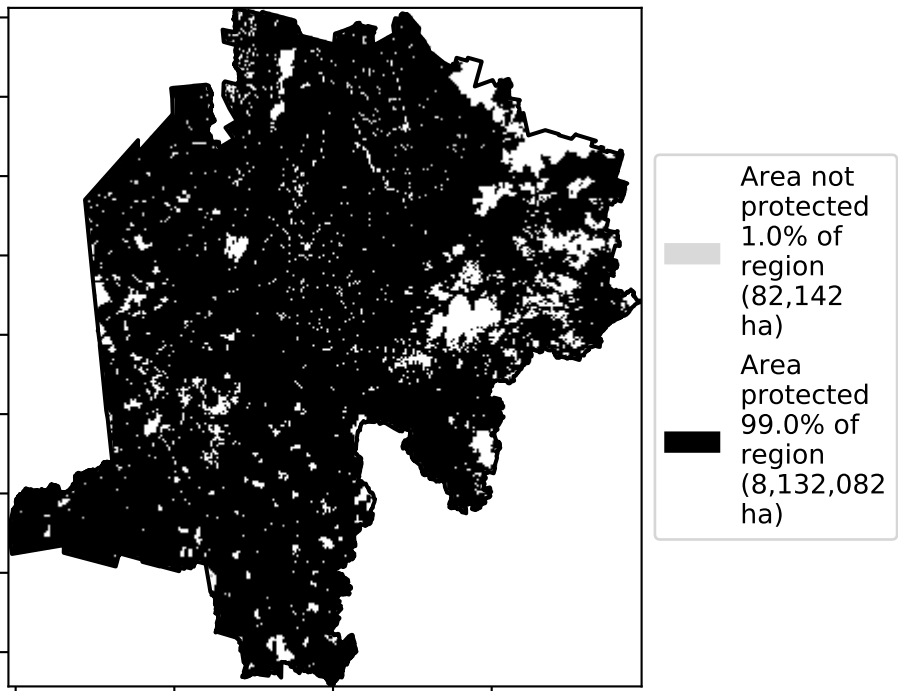 Area not
protected
1.0% of
region
(82,142
ha)
Area
protected
99.0% of
region
(8,132,082
ha)